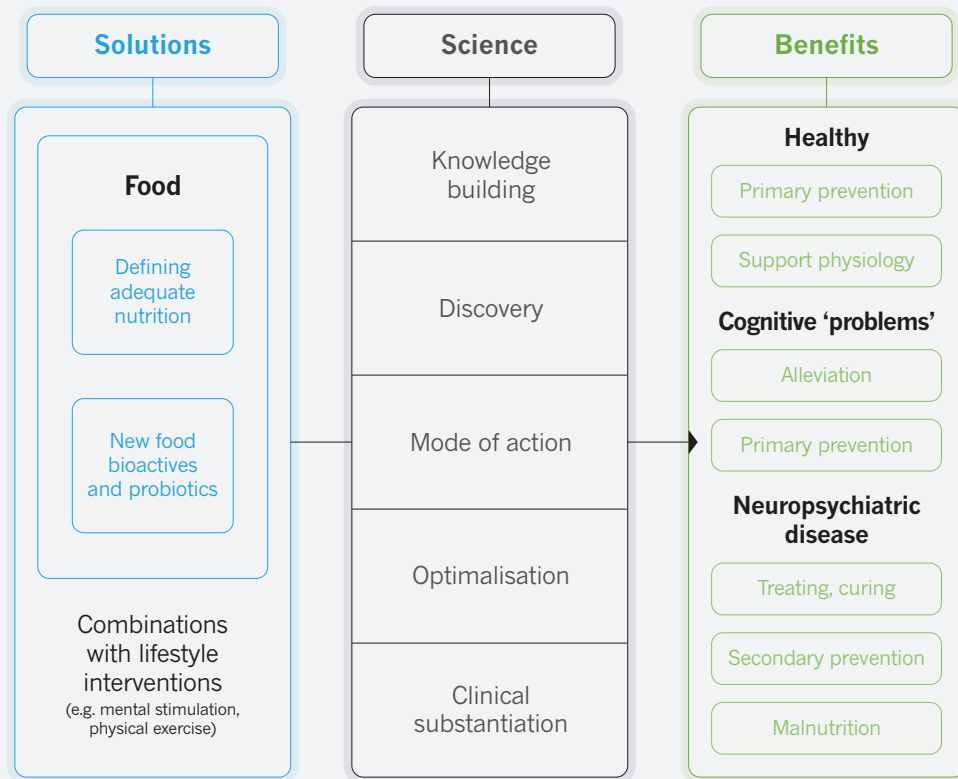 Solutions
Food
Defining
adequate
nutrition
New food
bioactives
and probiotics
Combinations
with lifestyle
interventions
(e.g. mental stimulation,
physical exercise)
Science
Knowledge
building
Discovery
Mode of action
Optimalisation
Clinical
substantiation
Benefits
Healthy
Primary prevention
Support physiology
Cognitive ‘problems’
Alleviation
Primary prevention
Neuropsychiatric
disease
Treating, curing
Secondary prevention
Malnutrition